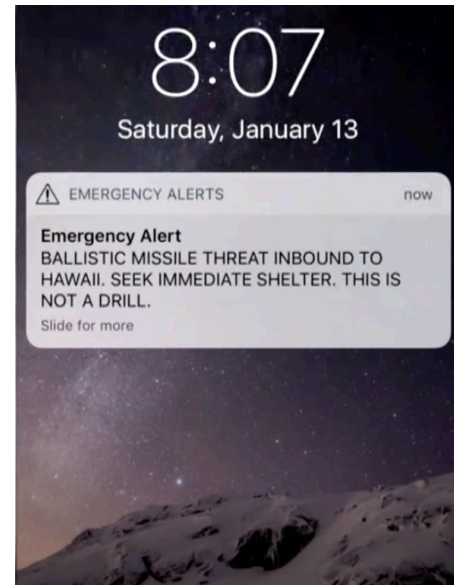 8:07
Saturday, January 13
EMERGENCY ALERTS now
Emergency Alert
BALLISTIC MISSILE THREAT INBOUND TO
HAWAII. SEEK IMMEDIATE SHELTER. THIS IS
NOT A DRILL.
Slide for more